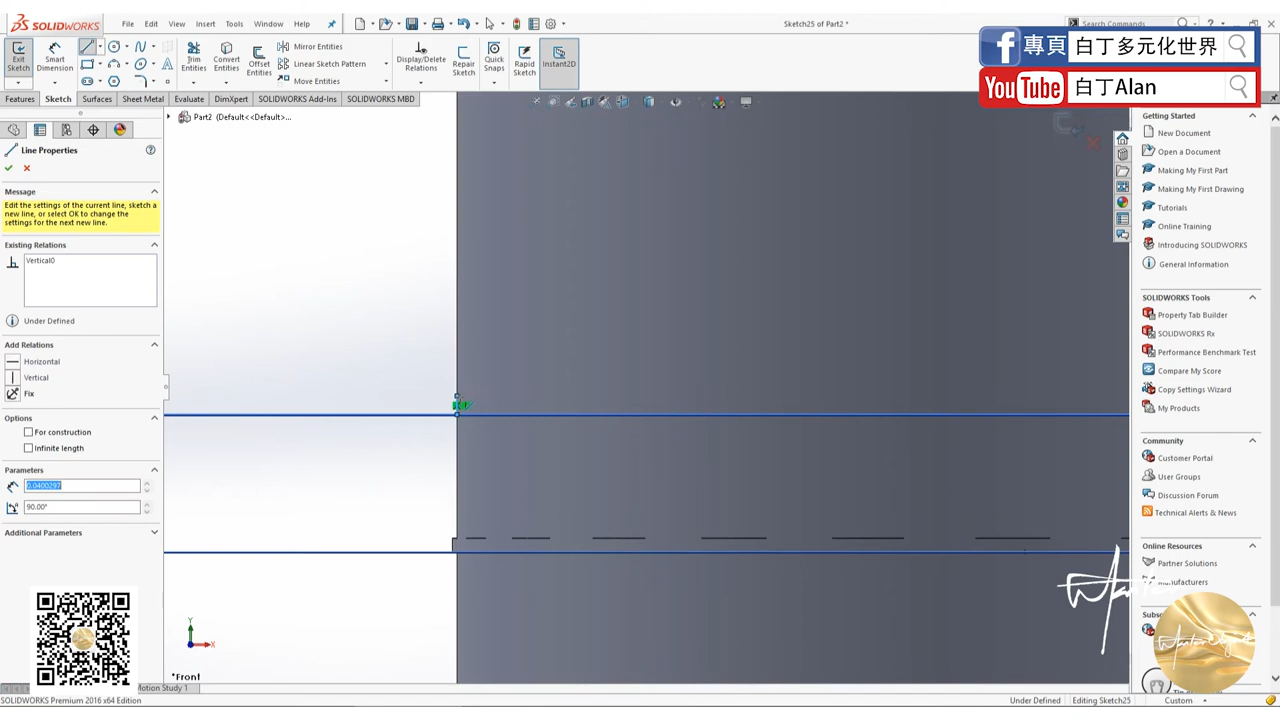 SOLIDWORKS
File Edit View Insert Tools Window Help
Sketch25 of Part2 *
Search Commands
Exit Sketch
Smart Dimension
Trim Entities
Convert Entities
Offset Entities
Mirror Entities
Linear Sketch Pattern
Move Entities
Display/Delete Relations
Repair Sketch
Quick Snaps
Rapid Sketch
Instant2D
專頁 白丁多元化世界
YouTube 白丁Alan
Features Sketch Surfaces Sheet Metal Evaluate DimXpert SOLIDWORKS Add-Ins SOLIDWORKS MBD
Part2 (Default<<Default>...
Line Properties
Message
Edit the settings of the current line, sketch a
new line, or select OK to change the
settings for the next new line.
Existing Relations
Vertical0
Under Defined
Add Relations
Horizontal
Vertical
Fix
Options
For construction
Infinite length
Parameters
0.0400297
90.00°
Additional Parameters
Y
X
*Front
Motion Study 1
SOLIDWORKS Premium 2016 x64 Edition
Under Defined
Editing Sketch25
Custom
Getting Started
New Document
Open a Document
Making My First Part
Making My First Drawing
Tutorials
Online Training
Introducing SOLIDWORKS
General Information
SOLIDWORKS Tools
Property Tab Builder
SOLIDWORKS Rx
Performance Benchmark Test
Compare My Score
Copy Settings Wizard
My Products
Community
Customer Portal
User Groups
Discussion Forum
Technical Alerts & News
Online Resources
Partner Solutions